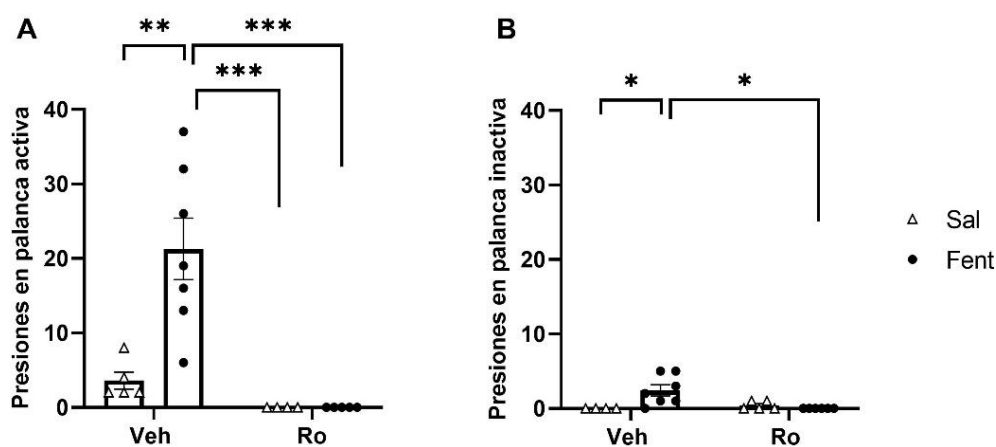 A
**
***
***
Presiones en palanca activa
40
30
20
10
0
Veh
Ro
B
*
*
Presiones en palanca inactiva
40
30
20
10
0
Veh
Ro
Sal
Fent